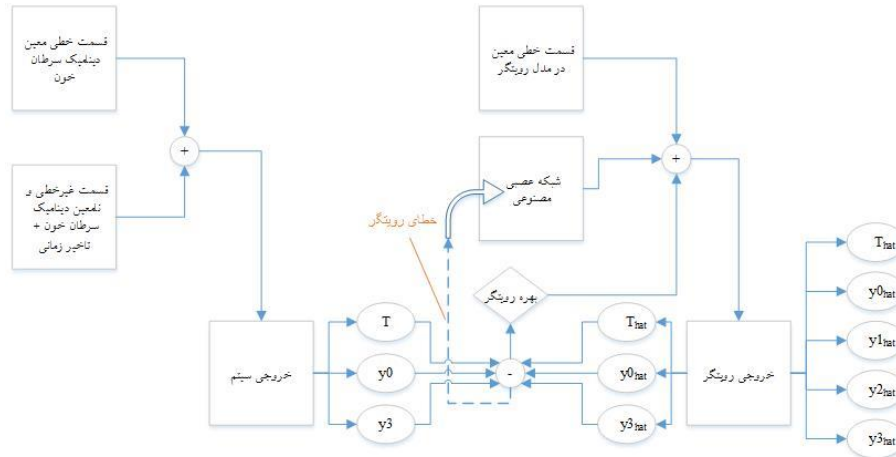 قسمت خطی معین
دینامیک سرطان
خون
قسمت خطی معین
در مدل رویتگر
+
+
شبکه عصبی
مصنوعی
قسمت غیرخطی و
نامعین دینامیک
سرطان خون +
تاخیر زمانی
خطای رویتگر
بهره رویتگر
T
y0
y3
-
That
y0hat
y3hat
خروجی سیتم
خروجی رویتگر
That
y0hat
y1hat
y2hat
y3hat